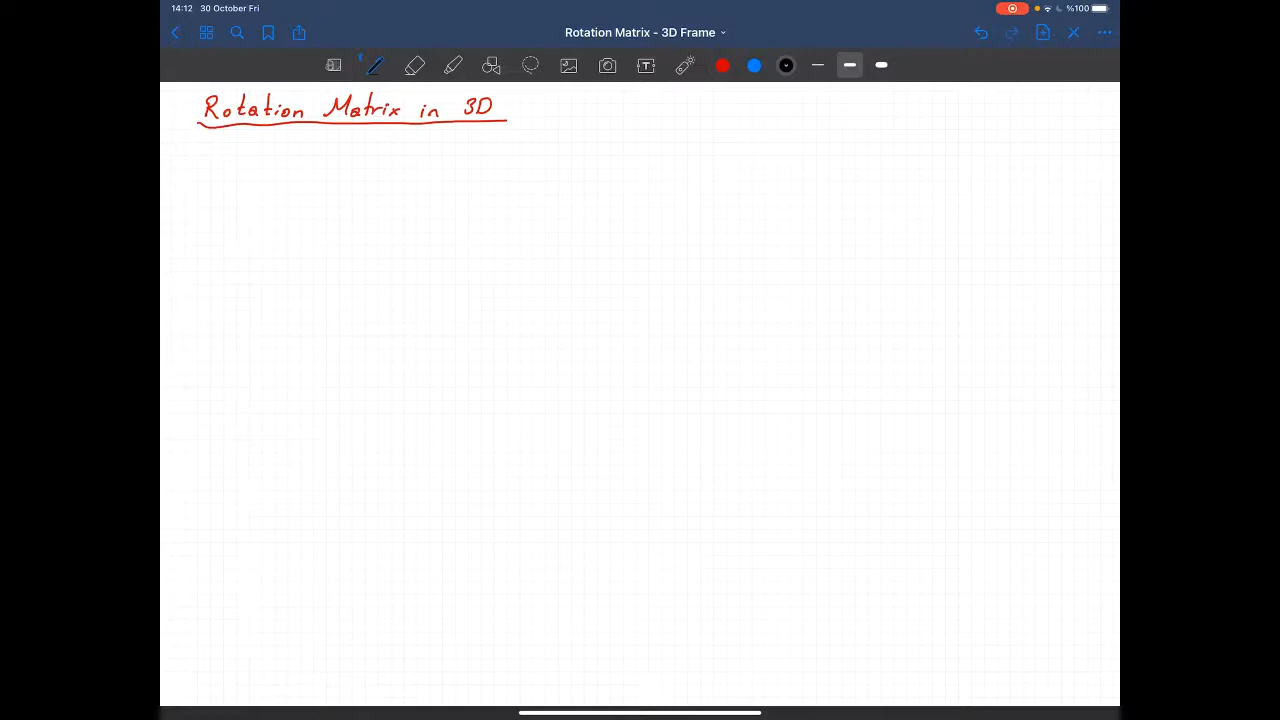 14:12 30 October Fri %100
Rotation Matrix - 3D Frame
Rotation Matrix in 3D